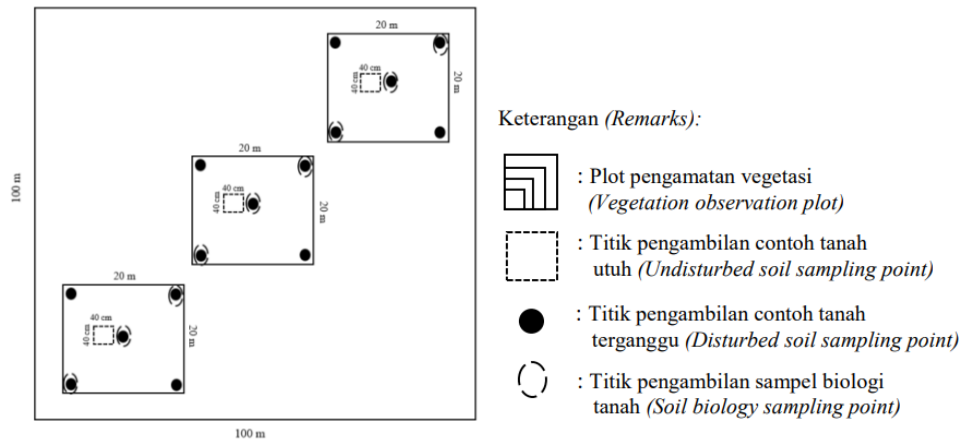 20 m
40 cm
40 cm
20 m
20 m
40 cm
40 cm
20 m
20 m
40 cm
40 cm
20 m
100 m
100 m
Keterangan (Remarks):
: Plot pengamatan vegetasi
(Vegetation observation plot)
: Titik pengambilan contoh tanah
utuh (Undisturbed soil sampling point)
: Titik pengambilan contoh tanah
terganggu (Disturbed soil sampling point)
: Titik pengambilan sampel biologi
tanah (Soil biology sampling point)